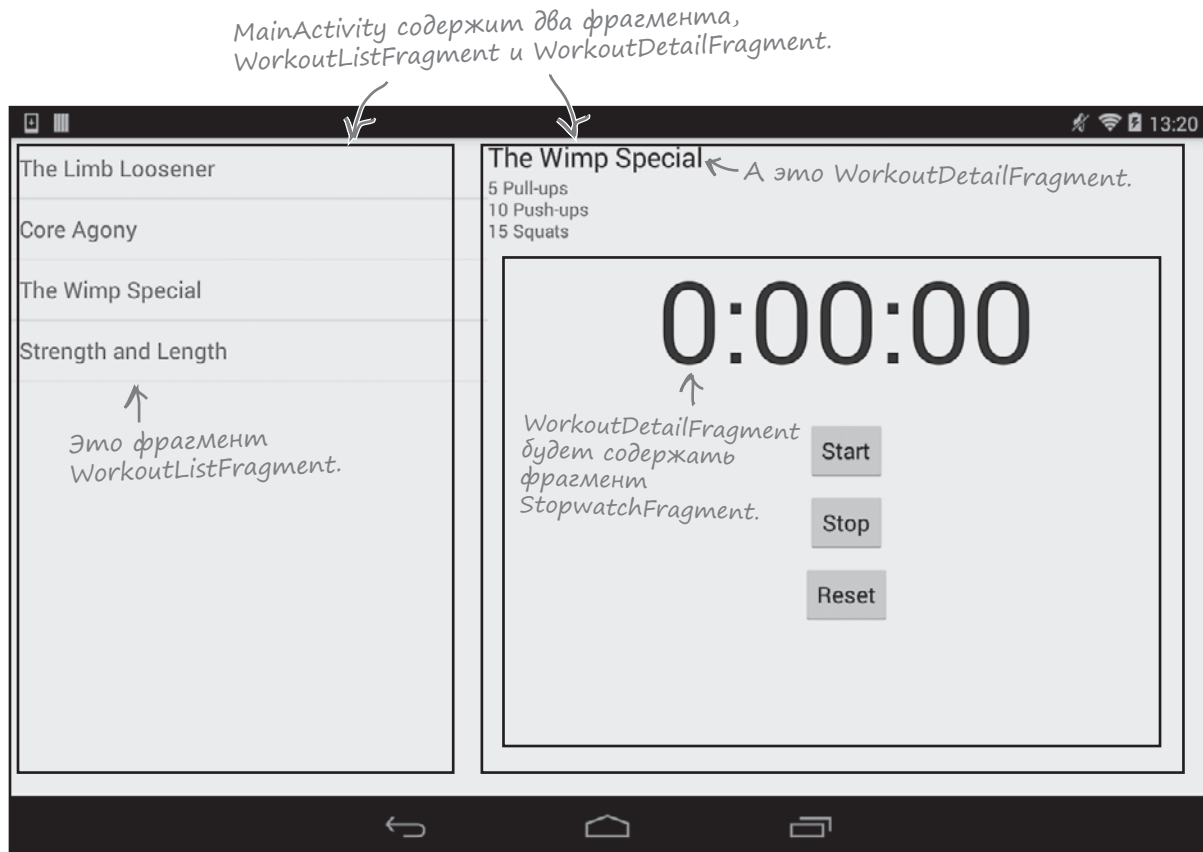 MainActivity содержит два фрагмента,
WorkoutListFragment и WorkoutDetailFragment.
13:20
The Limb Loosener
Core Agony
The Wimp Special
Strength and Length
Это фрагмент
WorkoutListFragment.
The Wimp Special
А это WorkoutDetailFragment.
5 Pull-ups
10 Push-ups
15 Squats
0:00:00
WorkoutDetailFragment
будет содержать
фрагмент
StopwatchFragment.
Start
Stop
Reset